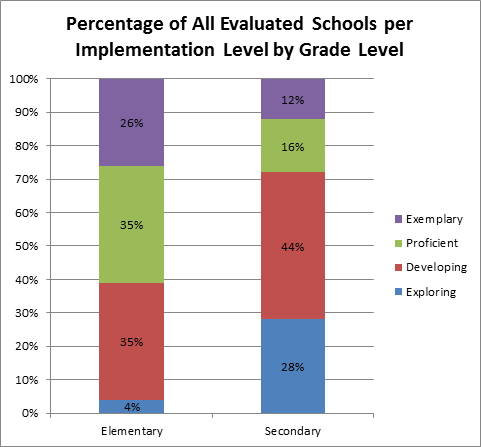 Percentage of All Evaluated Schools per
Implementation Level by Grade Level
100%
90%
80%
70%
60%
50%
40%
30%
20%
10%
0%
26%
35%
35%
4%
12%
16%
44%
28%
Elementary
Secondary
Exemplary
Proficient
Developing
Exploring